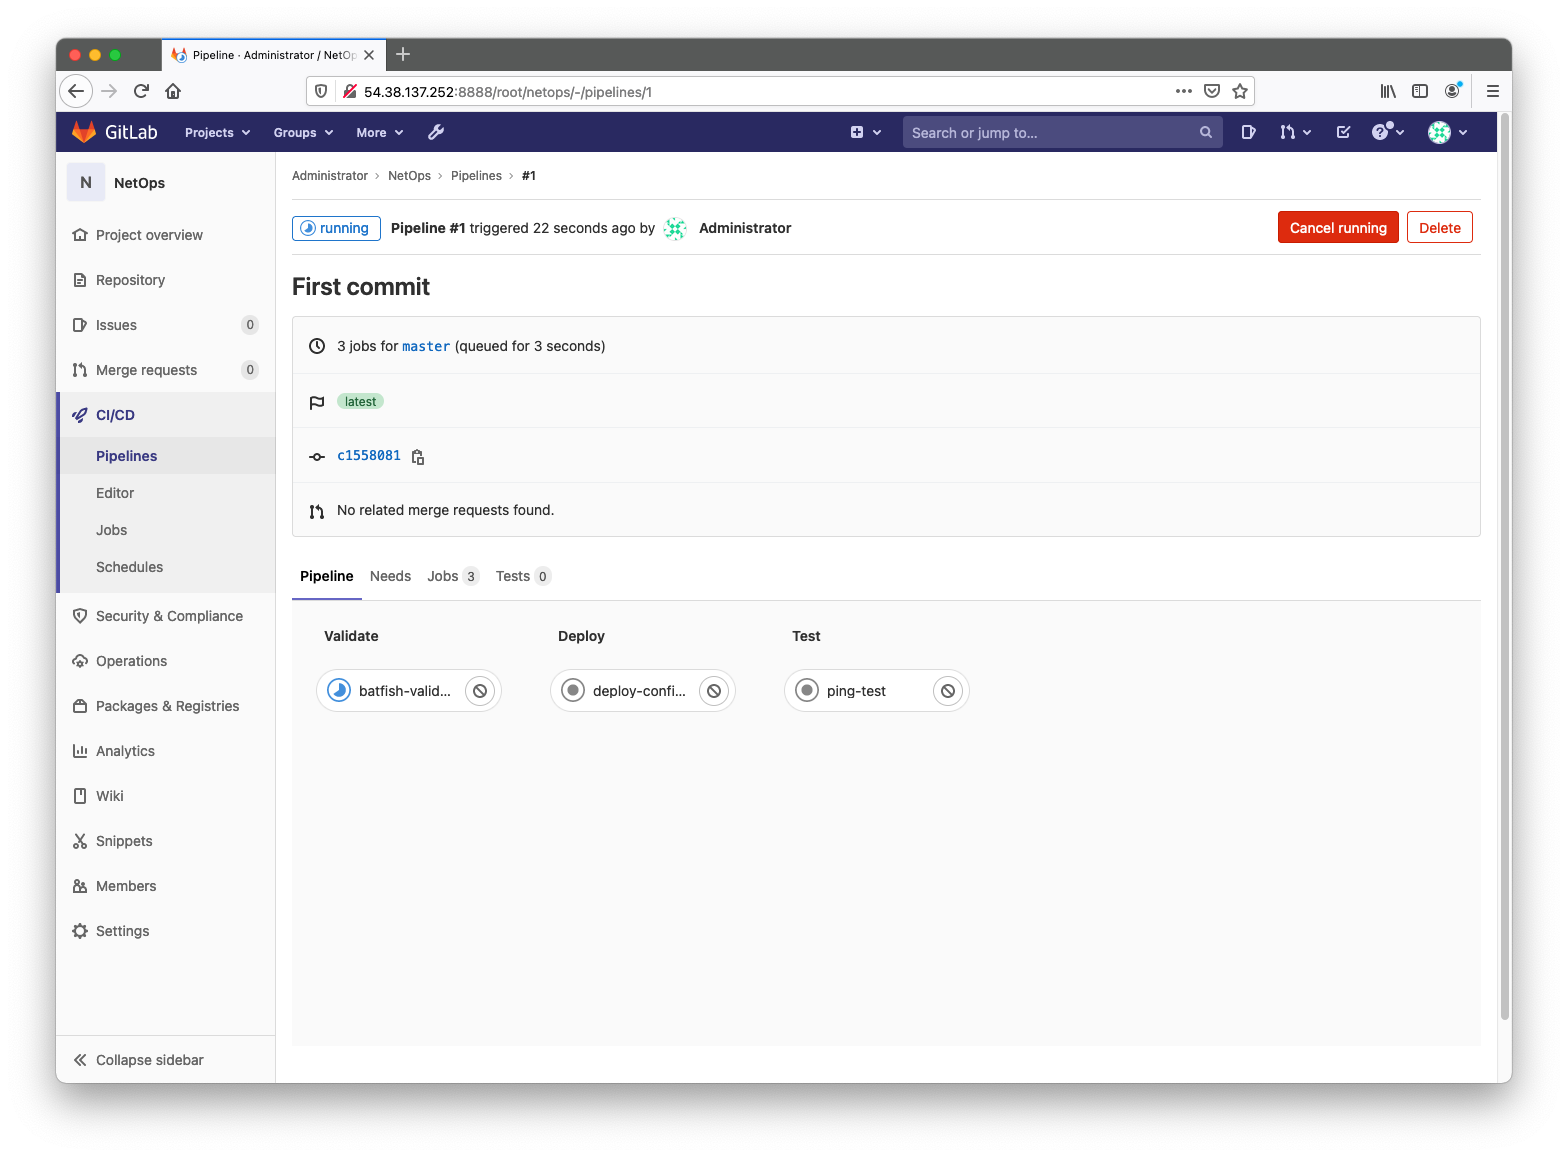 Pipeline · Administrator / NetOp
54.38.137.252:8888/root/netops/-/pipelines/1
GitLab Projects Groups More Search or jump to...
N NetOps
Project overview
Repository
Issues 0
Merge requests 0
CI/CD
Pipelines
Editor
Jobs
Schedules
Security & Compliance
Operations
Packages & Registries
Analytics
Wiki
Snippets
Members
Settings
Collapse sidebar
Administrator › NetOps › Pipelines › #1
running Pipeline #1 triggered 22 seconds ago by Administrator Cancel running Delete
First commit
3 jobs for master (queued for 3 seconds)
latest
c1558081
No related merge requests found.
Pipeline Needs Jobs 3 Tests 0
Validate Deploy Test
batfish-valid... deploy-confi... ping-test